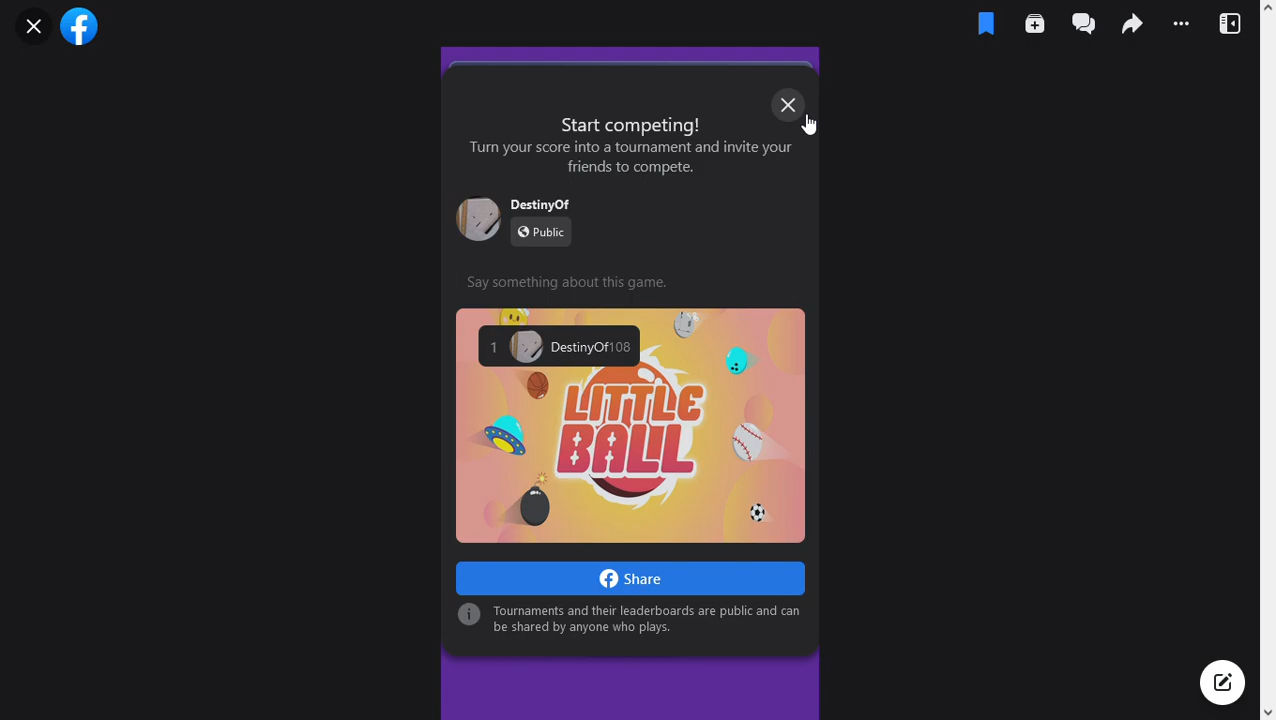 Start competing!
Turn your score into a tournament and invite your
friends to compete.
DestinyOf
Public
Say something about this game.
1 DestinyOf108
LITTLE
BALL
Share
Tournaments and their leaderboards are public and can
be shared by anyone who plays.